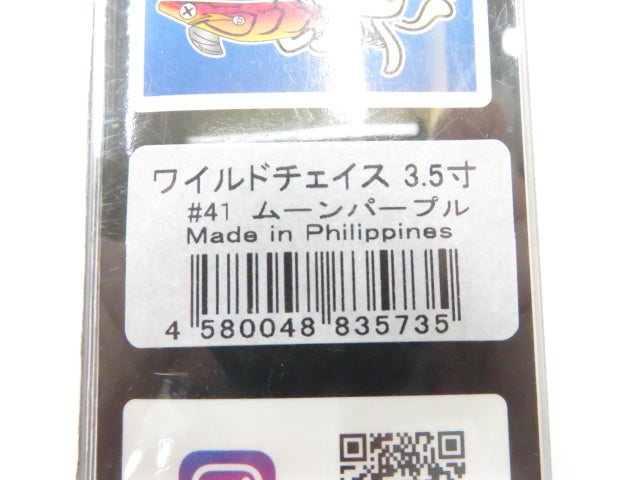 ワイルドチェイス 3.5寸
#41 ムーンパープル
Made in Philippines
4 580048 835735